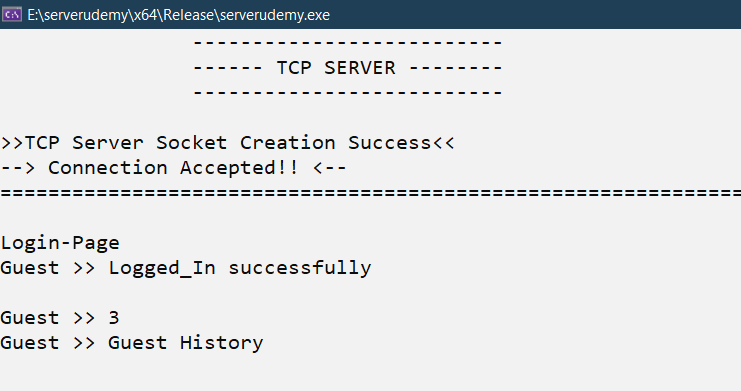 E:\serverudemy\x64\Release\serverudemy.exe
--------------------------
------ TCP SERVER --------
--------------------------
>>TCP Server Socket Creation Success<<
--> Connection Accepted!! <--
==============================================================
Login-Page
Guest >> Logged_In successfully
Guest >> 3
Guest >> Guest History